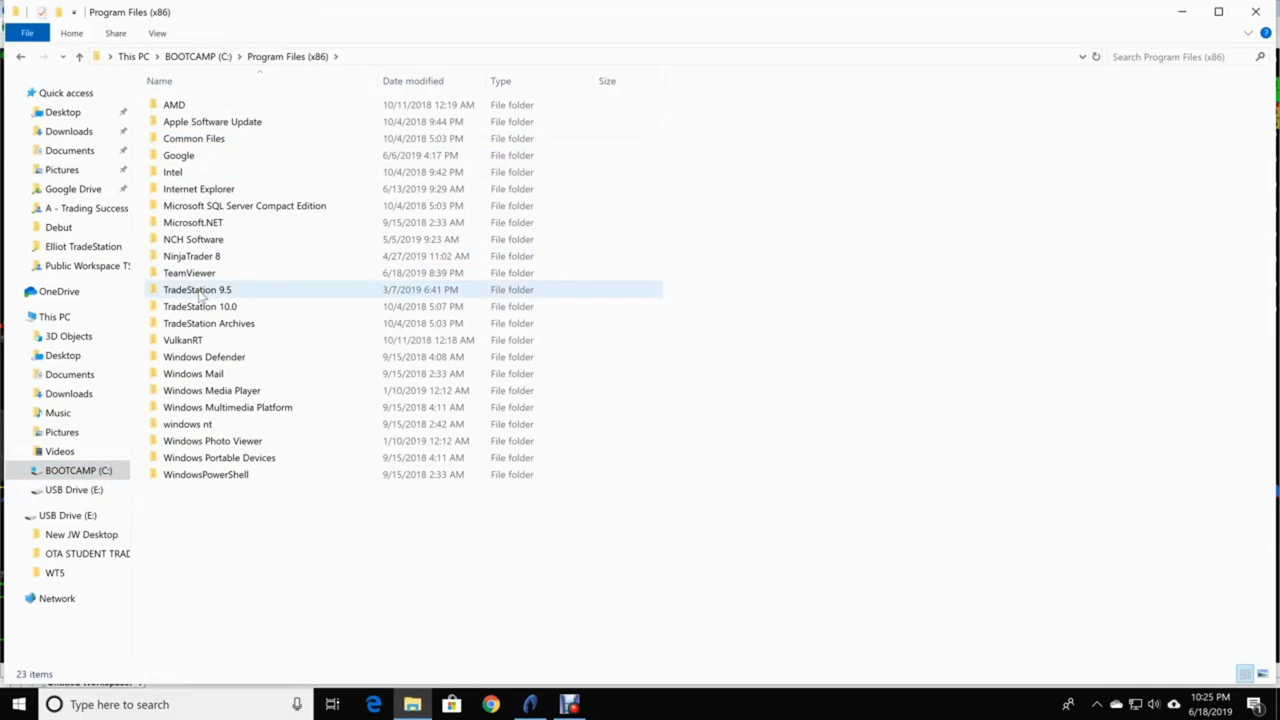 Program Files (x86)
File Home Share View
This PC BOOTCAMP (C:) Program Files (x86) Search Program Files (x86)
Name Date modified Type Size
Quick access
Desktop
Downloads
Documents
Pictures
Google Drive
A - Trading Success
Debut
Elliot TradeStation
Public Workspace TS
OneDrive
This PC
3D Objects
Desktop
Documents
Downloads
Music
Pictures
Videos
BOOTCAMP (C:)
USB Drive (E:)
USB Drive (E:)
New JW Desktop
OTA STUDENT TRAD
WT5
Network
AMD 10/11/2018 12:19 AM File folder
Apple Software Update 10/4/2018 9:44 PM File folder
Common Files 10/4/2018 5:03 PM File folder
Google 6/6/2019 4:17 PM File folder
Intel 10/4/2018 9:42 PM File folder
Internet Explorer 6/13/2019 9:29 AM File folder
Microsoft SQL Server Compact Edition 10/4/2018 5:03 PM File folder
Microsoft.NET 9/15/2018 2:33 AM File folder
NCH Software 5/5/2019 9:23 AM File folder
NinjaTrader 8 4/27/2019 11:02 AM File folder
TeamViewer 6/18/2019 8:39 PM File folder
TradeStation 9.5 3/7/2019 6:41 PM File folder
TradeStation 10.0 10/4/2018 5:07 PM File folder
TradeStation Archives 10/4/2018 5:03 PM File folder
VulkanRT 10/11/2018 12:18 AM File folder
Windows Defender 9/15/2018 4:08 AM File folder
Windows Mail 9/15/2018 2:33 AM File folder
Windows Media Player 1/10/2019 12:12 AM File folder
Windows Multimedia Platform 9/15/2018 4:11 AM File folder
windows nt 9/15/2018 2:42 AM File folder
Windows Photo Viewer 1/10/2019 12:12 AM File folder
Windows Portable Devices 9/15/2018 4:11 AM File folder
WindowsPowerShell 9/15/2018 2:33 AM File folder
23 items
Type here to search
10:25 PM
6/18/2019